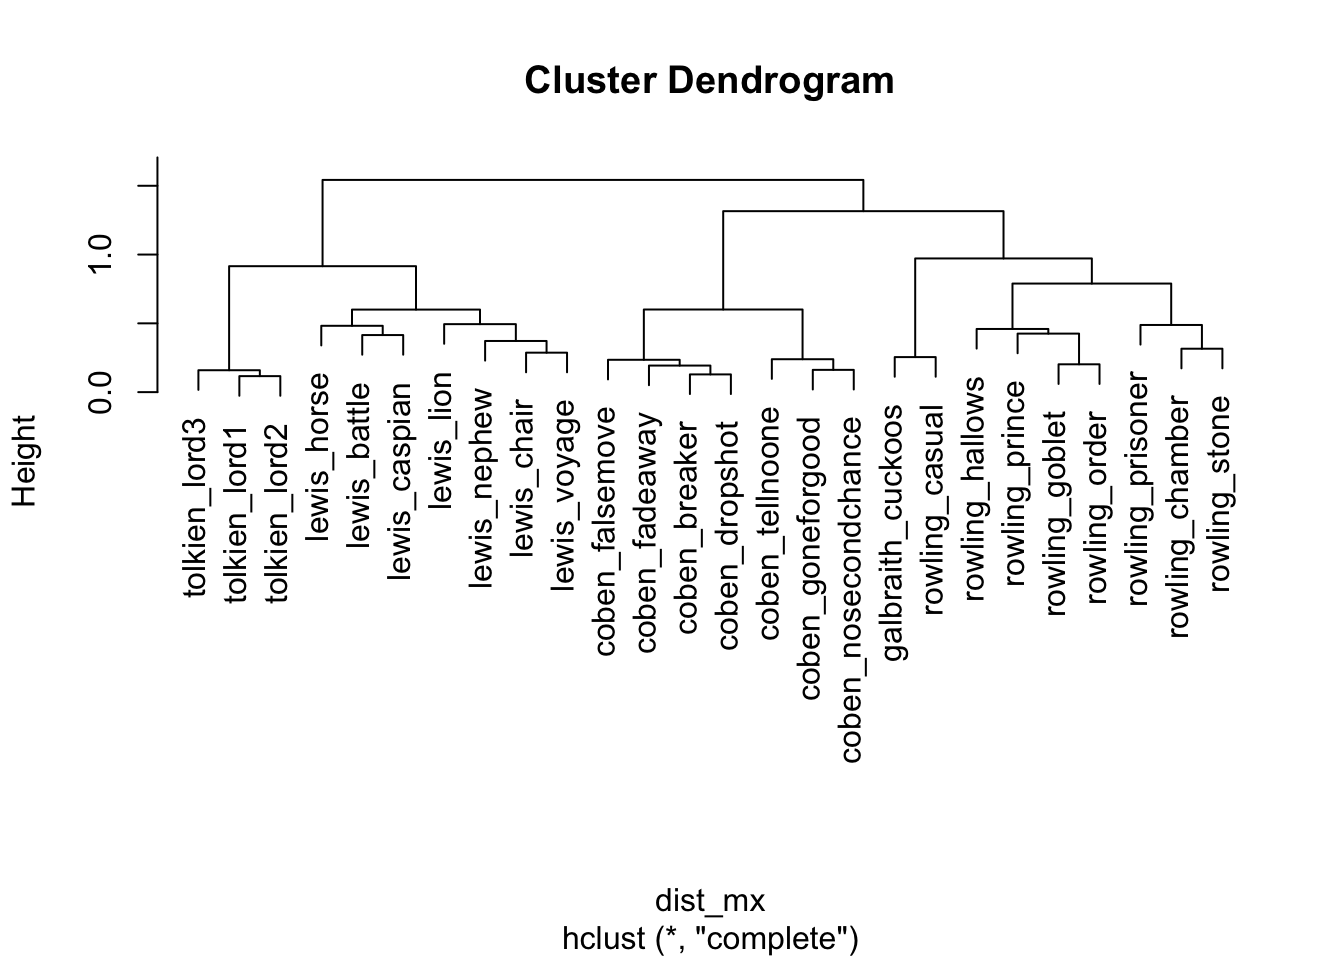 Cluster Dendrogram
Height
0.0
1.0
tolkien_lord3
tolkien_lord1
tolkien_lord2
lewis_horse
lewis_battle
lewis_caspian
lewis_lion
lewis_nephew
lewis_chair
lewis_voyage
coben_falsemove
coben_fadeaway
coben_breaker
coben_dropshot
coben_tellnoone
coben_goneforgood
coben_nosecondchance
galbraith_cuckoos
rowling_casual
rowling_hallows
rowling_prince
rowling_goblet
rowling_order
rowling_prisoner
rowling_chamber
rowling_stone
dist_mx
hclust (*, "complete")